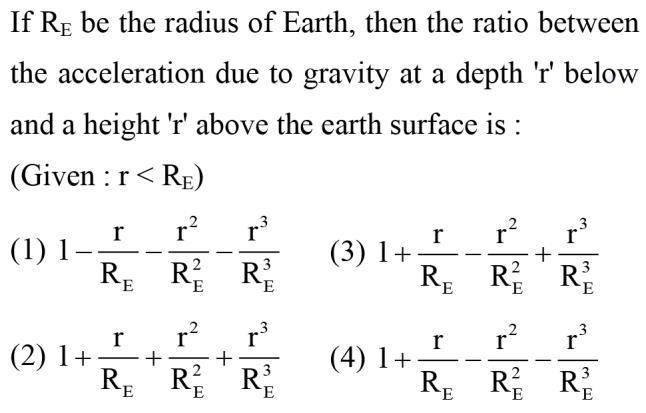 If R_E be the radius of Earth, then the ratio between
the acceleration due to gravity at a depth 'r' below
and a height 'r' above the earth surface is :
(Given : r < R_E)
(1) 1 - r/R_E - r²/R_E² - r³/R_E³
(3) 1 + r/R_E - r²/R_E² + r³/R_E³
(2) 1 + r/R_E + r²/R_E² + r³/R_E³
(4) 1 + r/R_E - r²/R_E² - r³/R_E³